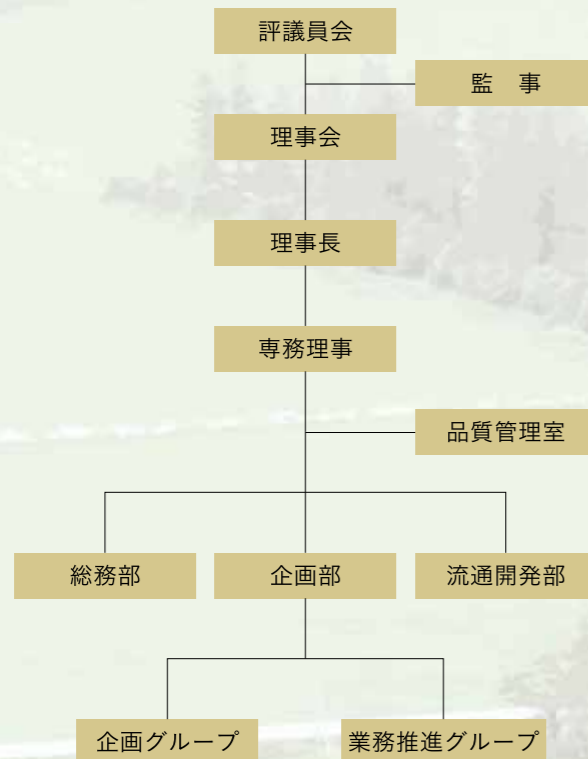 評議員会
監　事
理事会
理事長
専務理事
品質管理室
総務部
企画部
流通開発部
企画グループ
業務推進グループ